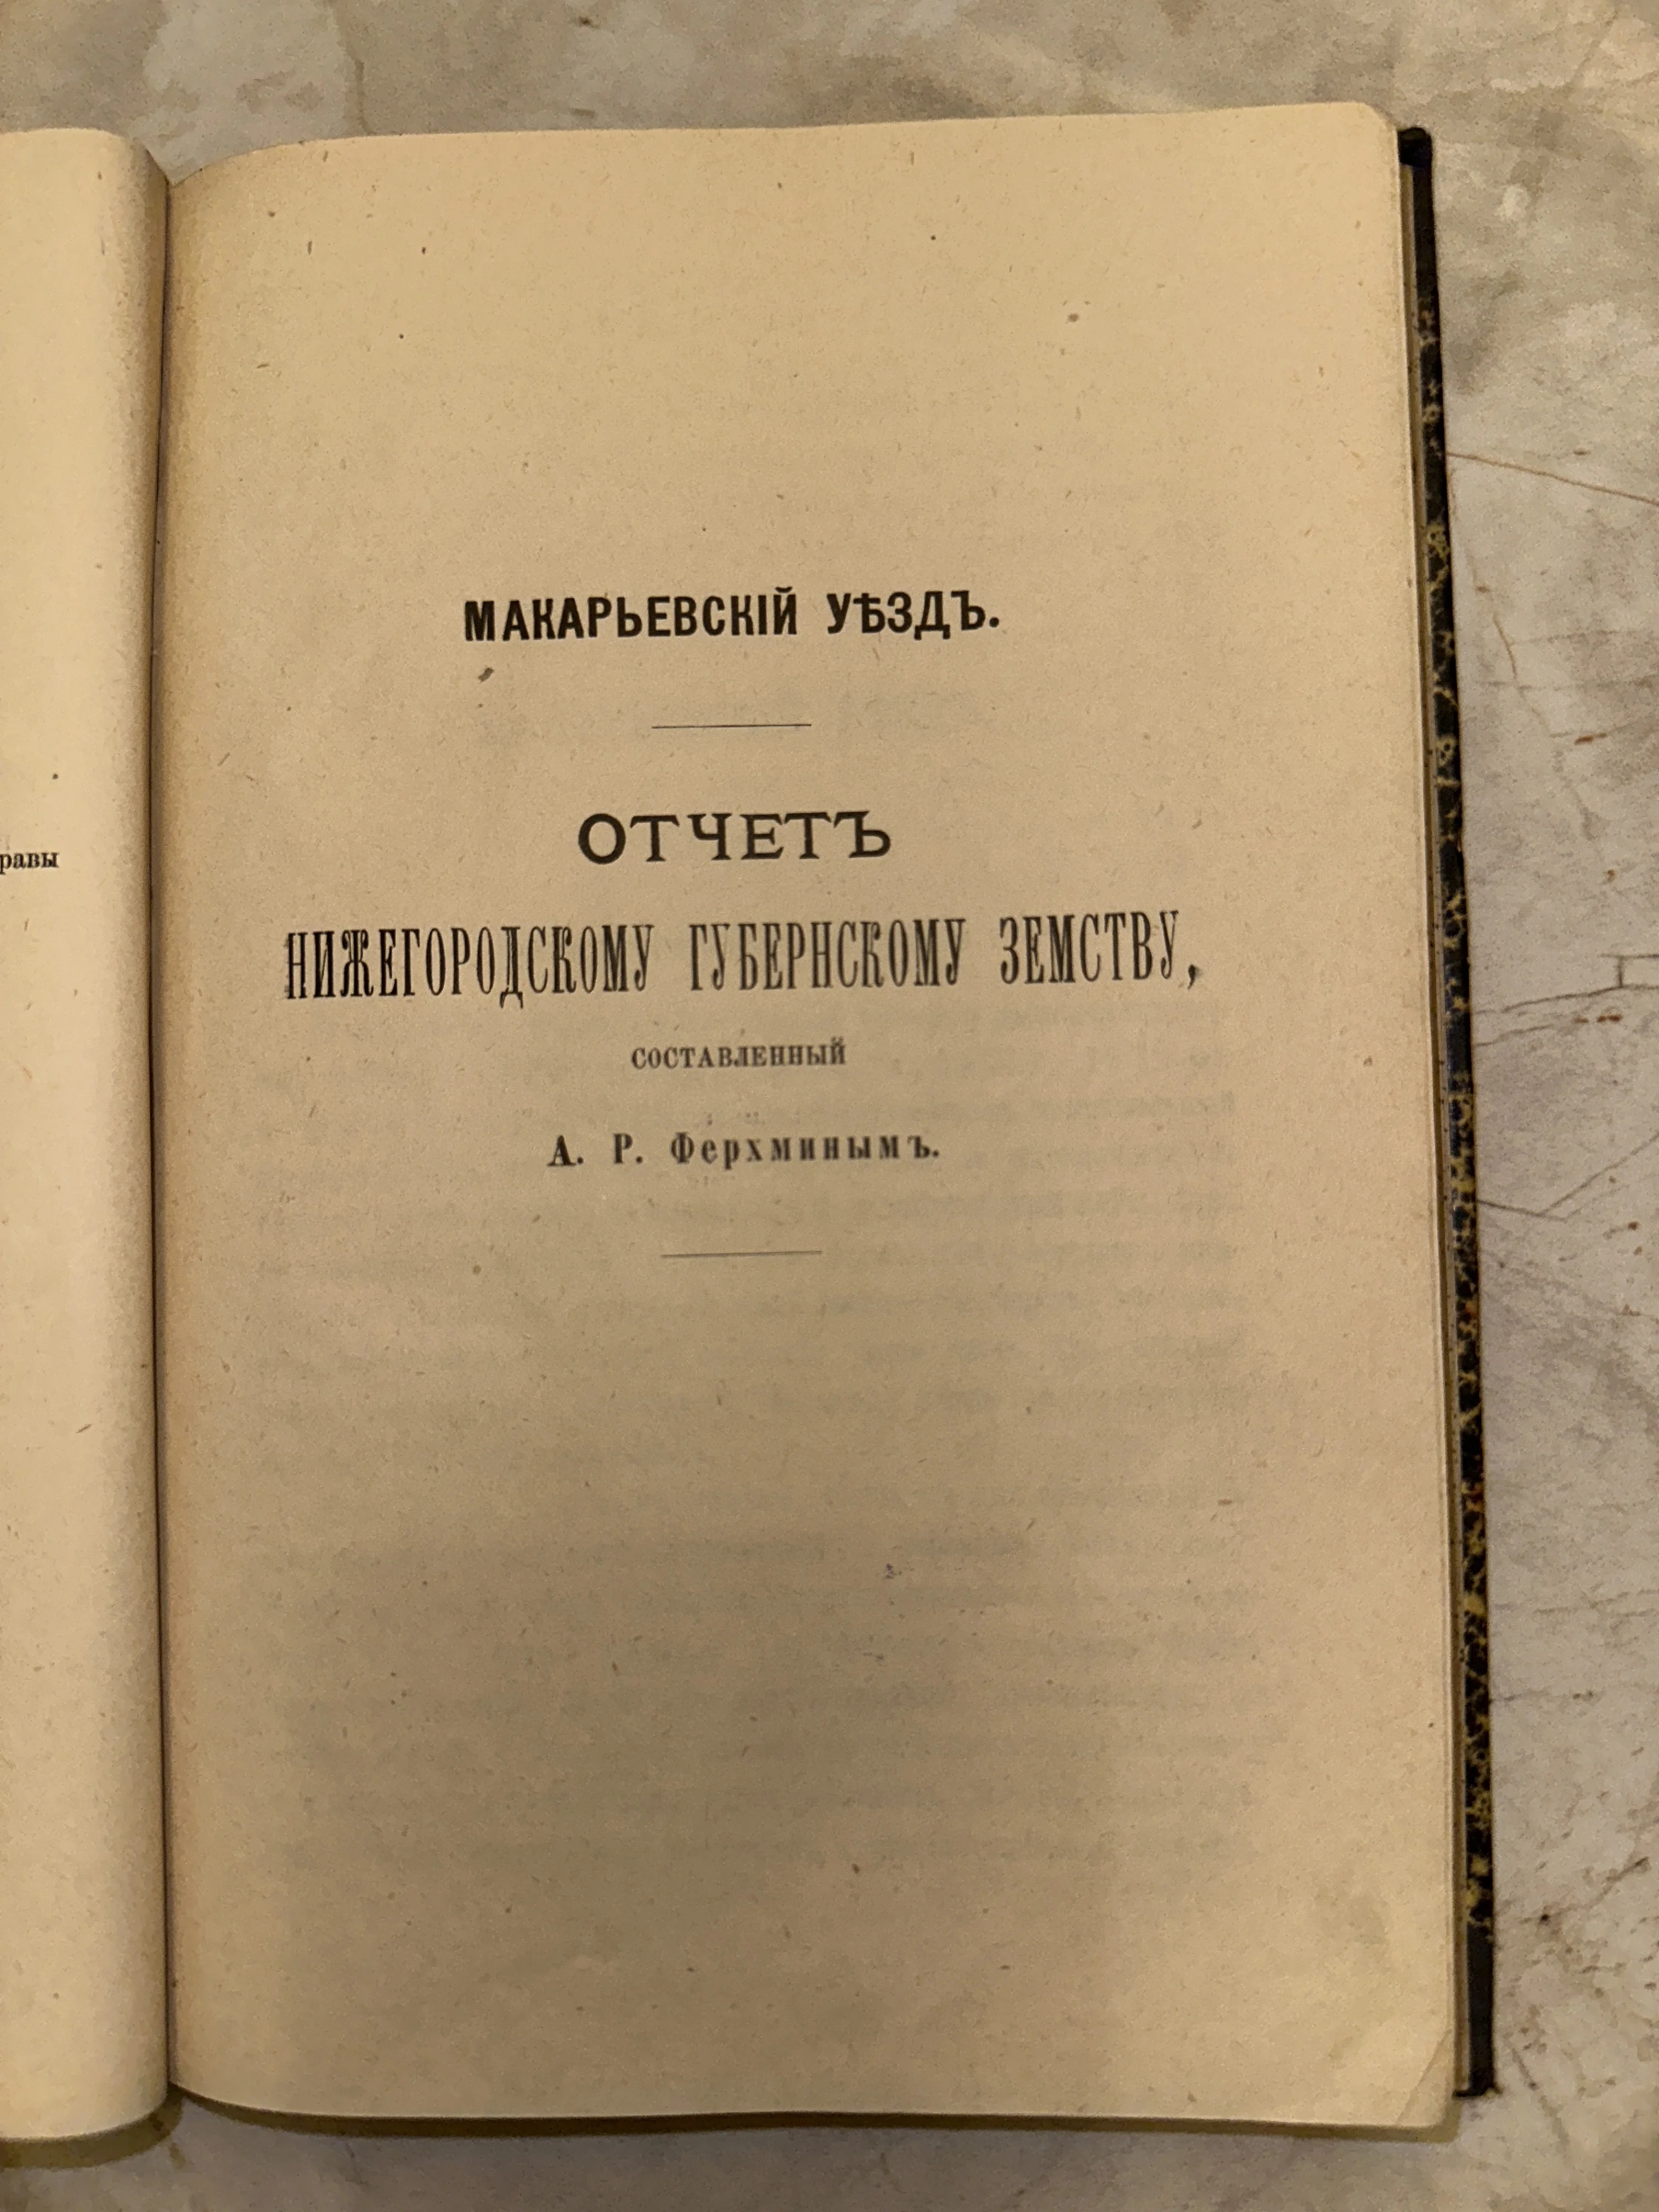 равы
МАКАРЬЕВСКІЙ УѢЗДЪ.
ОТЧЕТЪ
НИЖЕГОРОДСКОМУ ГУБЕРНСКОМУ ЗЕМСТВУ,
СОСТАВЛЕННЫЙ
А. Р. Ферхминымъ.